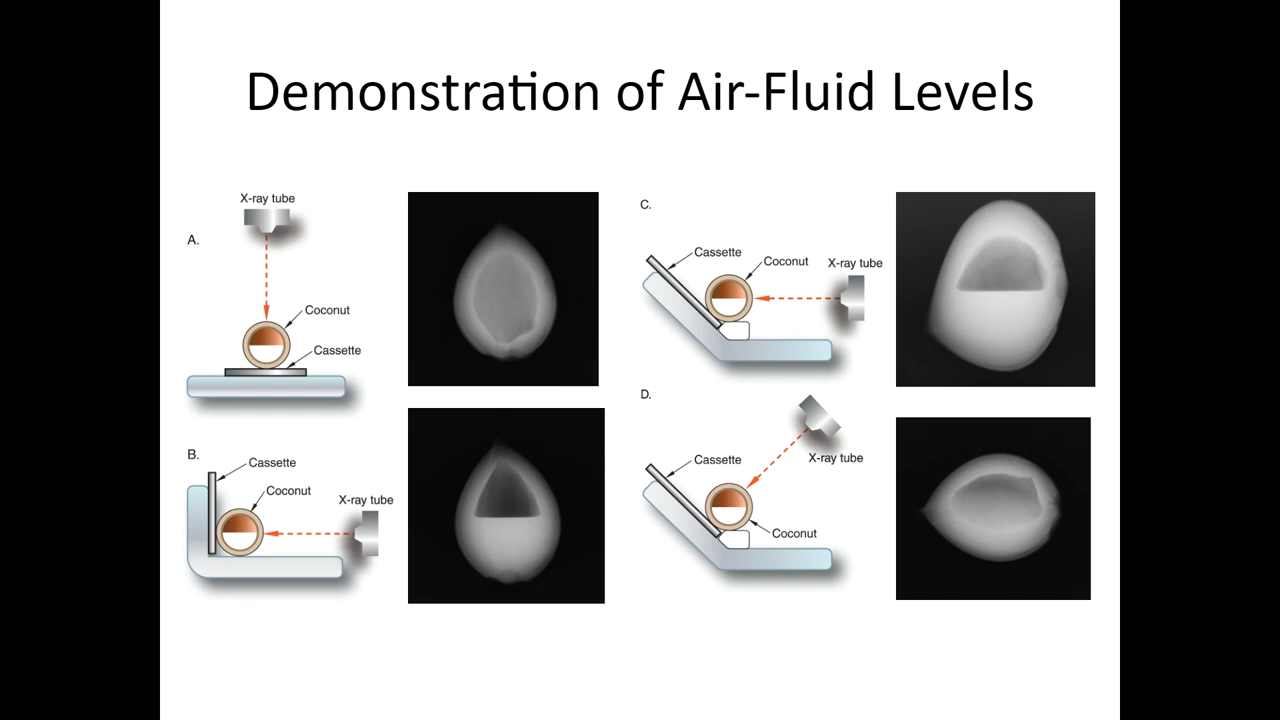 Demonstration of Air-Fluid Levels
X-ray tube
A.
Coconut
Cassette
B.
Cassette
Coconut
X-ray tube
C.
Cassette
Coconut
X-ray tube
D.
Cassette
X-ray tube
Coconut